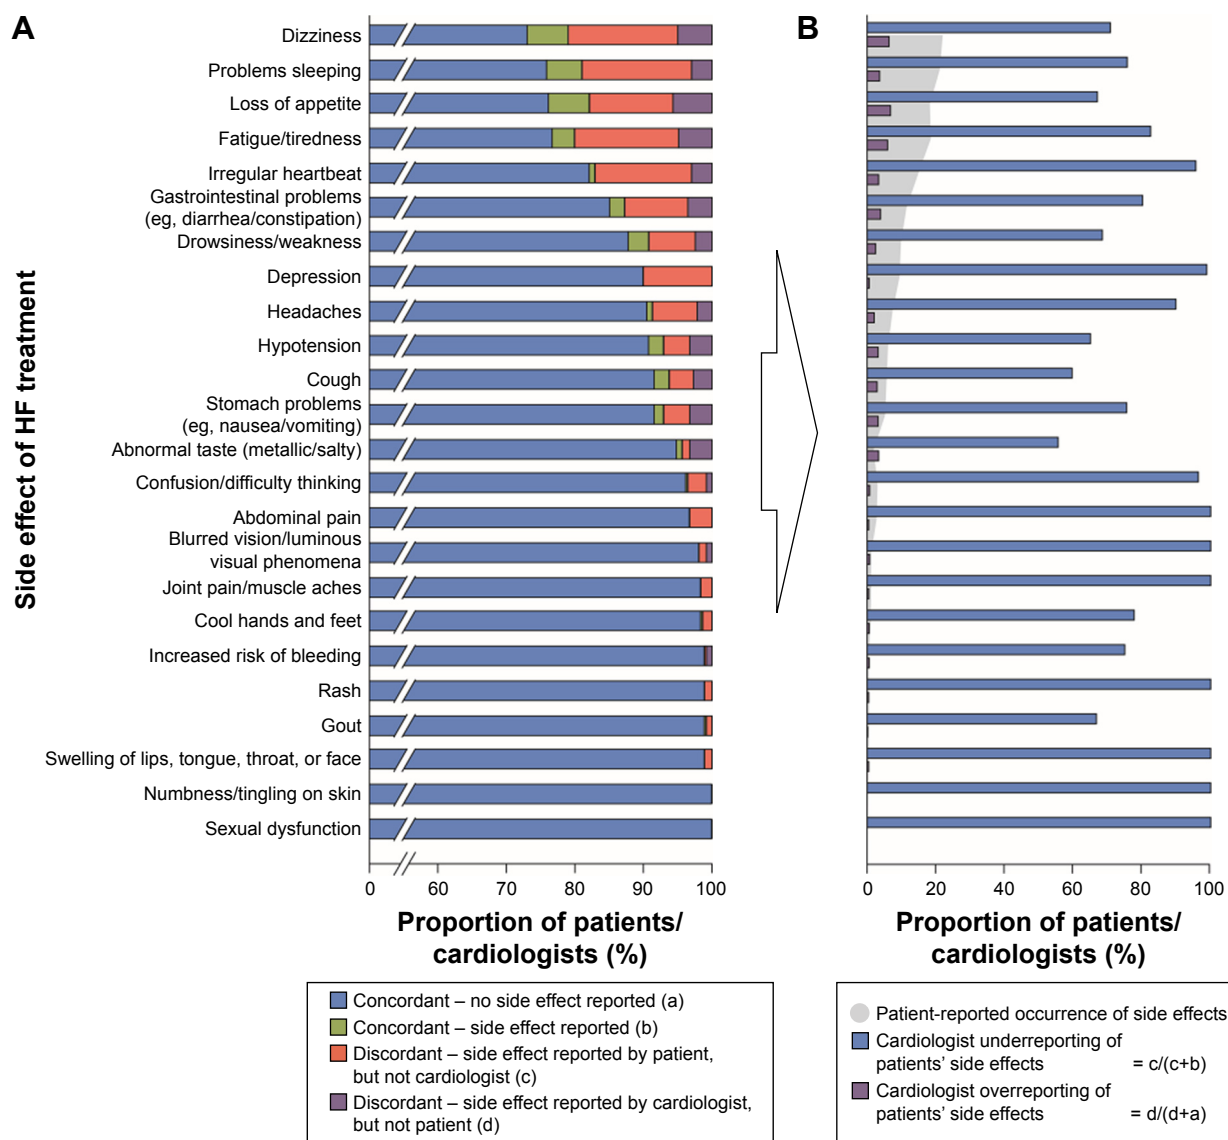 A
B
Side effect of HF treatment
Dizziness
Problems sleeping
Loss of appetite
Fatigue/tiredness
Irregular heartbeat
Gastrointestinal problems
(eg, diarrhea/constipation)
Drowsiness/weakness
Depression
Headaches
Hypotension
Cough
Stomach problems
(eg, nausea/vomiting)
Abnormal taste (metallic/salty)
Confusion/difficulty thinking
Abdominal pain
Blurred vision/luminous
visual phenomena
Joint pain/muscle aches
Cool hands and feet
Increased risk of bleeding
Rash
Gout
Swelling of lips, tongue, throat, or face
Numbness/tingling on skin
Sexual dysfunction
0 60 70 80 90 100
Proportion of patients/
cardiologists (%)
Concordant – no side effect reported (a)
Concordant – side effect reported (b)
Discordant – side effect reported by patient,
but not cardiologist (c)
Discordant – side effect reported by cardiologist,
but not patient (d)
0 20 40 60 80 100
Proportion of patients/
cardiologists (%)
Patient-reported occurrence of side effects
Cardiologist underreporting of
patients' side effects = c/(c+b)
Cardiologist overreporting of
patients' side effects = d/(d+a)